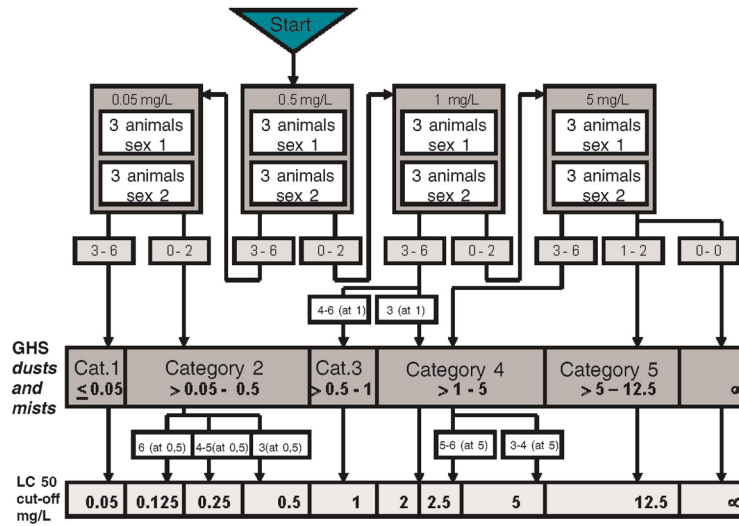 Start
0.05 mg/L
0.5 mg/L
1 mg/L
5 mg/L
3 animals
sex 1
3 animals
sex 2
3 animals
sex 1
3 animals
sex 2
3 animals
sex 1
3 animals
sex 2
3 animals
sex 1
3 animals
sex 2
3 - 6
0 - 2
3 - 6
0 - 2
3 - 6
0 - 2
3 - 6
1 - 2
0 - 0
4-6 (at 1)
3 (at 1)
GHS
dusts
and
mists
Cat.1
≤ 0.05
Category 2
> 0.05 - 0.5
Cat.3
> 0.5 - 1
Category 4
> 1 - 5
Category 5
> 5 – 12.5
∞
6 (at 0,5)
4-5(at 0,5)
3(at 0,5)
5-6 (at 5)
3-4 (at 5)
LC 50
cut-off
mg/L
0.05
0.125
0.25
0.5
1
2
2.5
5
12.5
∞